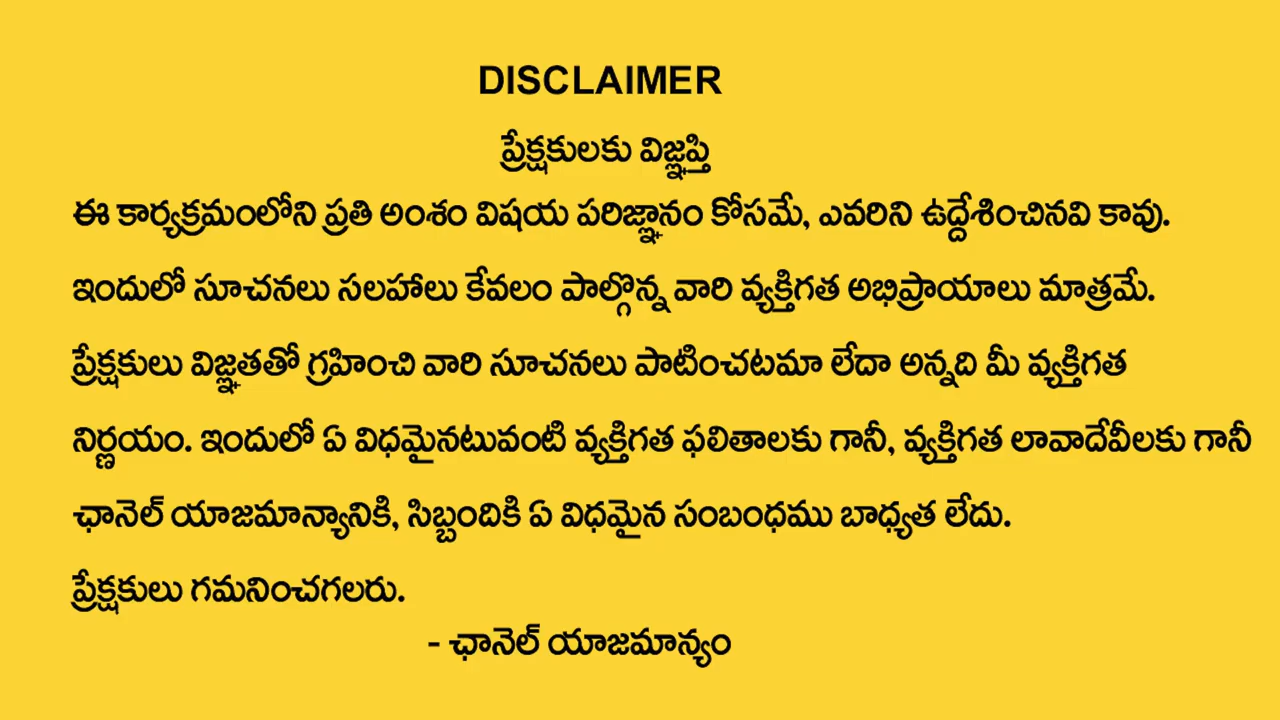 DISCLAIMER
ప్రేక్షకులకు విజ్ఞప్తి
ఈ కార్యక్రమంలోని ప్రతి అంశం విషయ పరిజ్ఞానం కోసమే, ఎవరిని ఉద్దేశించినవి కావు.
ఇందులో సూచనలు సలహాలు కేవలం పాల్గొన్న వారి వ్యక్తిగత అభిప్రాయాలు మాత్రమే.
ప్రేక్షకులు విజ్ఞతతో గ్రహించి వారి సూచనలు పాటించటమా లేదా అన్నది మీ వ్యక్తిగత
నిర్ణయం. ఇందులో ఏ విధమైనటువంటి వ్యక్తిగత ఫలితాలకు గానీ, వ్యక్తిగత లావాదేవీలకు గానీ
ఛానెల్ యాజమాన్యానికి, సిబ్బందికి ఏ విధమైన సంబంధము బాధ్యత లేదు.
ప్రేక్షకులు గమనించగలరు.
- ఛానెల్ యాజమాన్యం